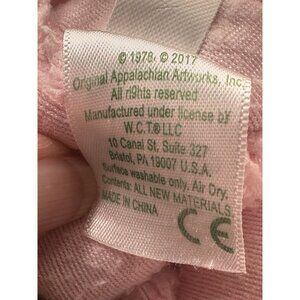 © 1978, © 2017
Original Appalachian Artworks, Inc.
All rights reserved
Manufactured under license by
W.C.T. LLC
10 Canal St, Suite 327
Bristol, PA 19007 U.S.A.
Surface washable only. Air Dry.
Contents: ALL NEW MATERIALS
MADE IN CHINA
CE